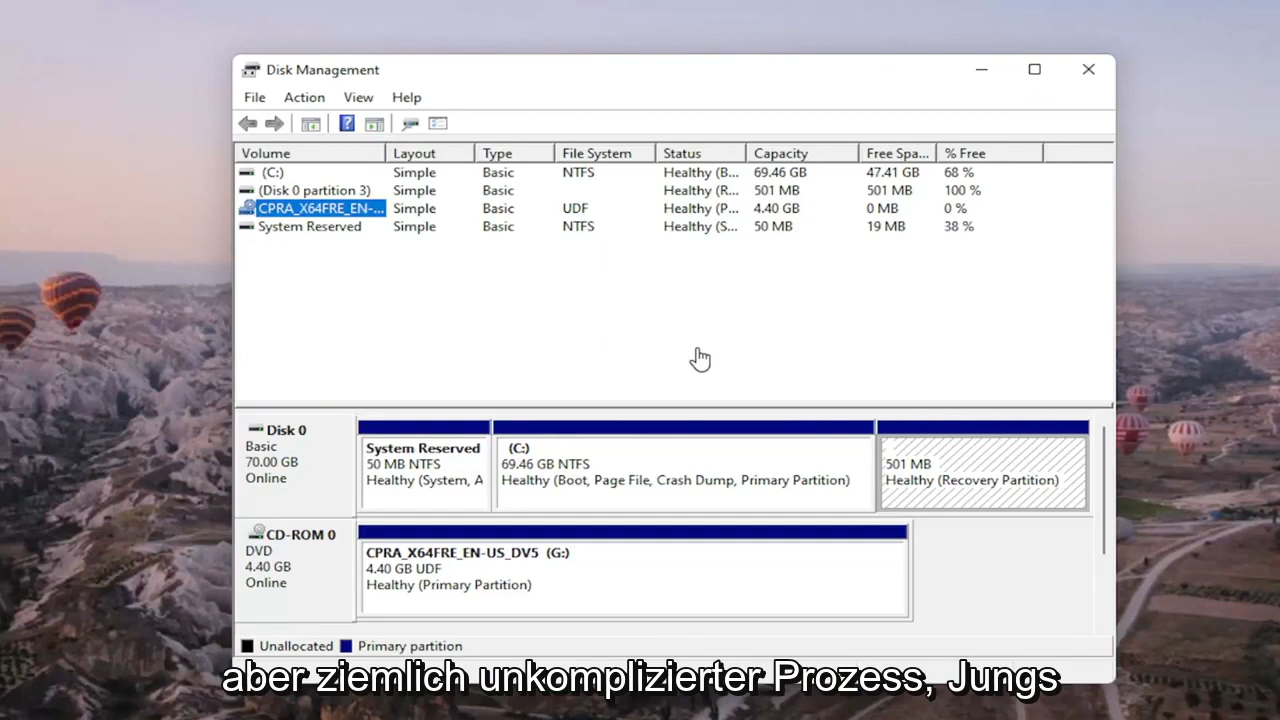 Disk Management
File Action View Help
Volume Layout Type File System Status Capacity Free Spa... % Free
(C:) Simple Basic NTFS Healthy (B... 69.46 GB 47.41 GB 68 %
(Disk 0 partition 3) Simple Basic Healthy (R... 501 MB 501 MB 100 %
CPRA_X64FRE_EN-... Simple Basic UDF Healthy (P... 4.40 GB 0 MB 0 %
System Reserved Simple Basic NTFS Healthy (S... 50 MB 19 MB 38 %
Disk 0
Basic
70.00 GB
Online
System Reserved
50 MB NTFS
Healthy (System, A
(C:)
69.46 GB NTFS
Healthy (Boot, Page File, Crash Dump, Primary Partition)
501 MB
Healthy (Recovery Partition)
CD-ROM 0
DVD
4.40 GB
Online
CPRA_X64FRE_EN-US_DV5 (G:)
4.40 GB UDF
Healthy (Primary Partition)
Unallocated Primary partition
aber ziemlich unkomplizierter Prozess, Jungs